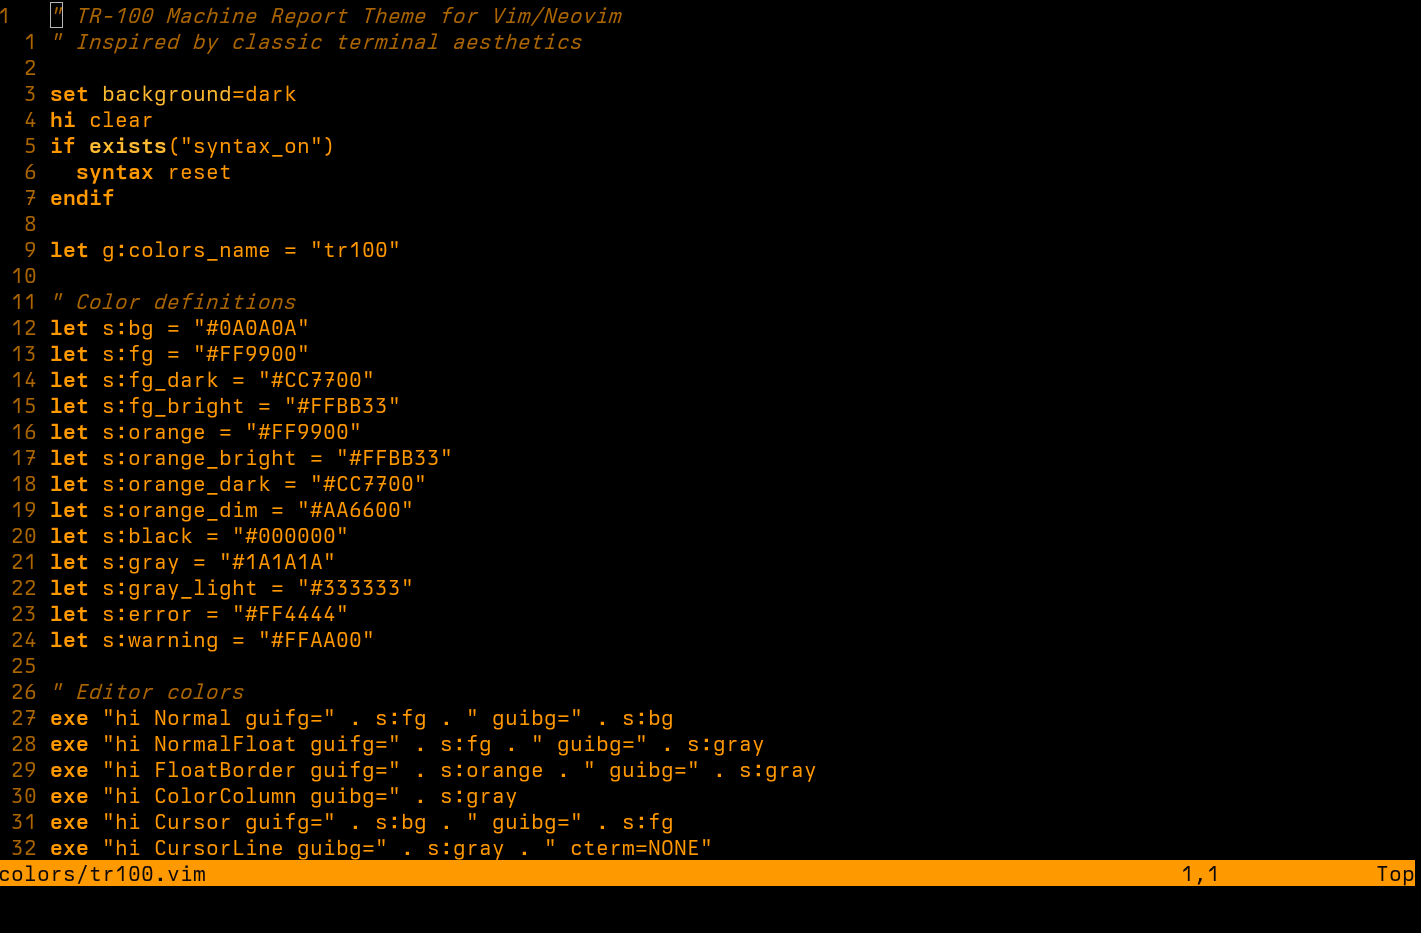 1   " TR-100 Machine Report Theme for Vim/Neovim
  1 " Inspired by classic terminal aesthetics
  2
  3 set background=dark
  4 hi clear
  5 if exists("syntax_on")
  6   syntax reset
  7 endif
  8
  9 let g:colors_name = "tr100"
 10
 11 " Color definitions
 12 let s:bg = "#0A0A0A"
 13 let s:fg = "#FF9900"
 14 let s:fg_dark = "#CC7700"
 15 let s:fg_bright = "#FFBB33"
 16 let s:orange = "#FF9900"
 17 let s:orange_bright = "#FFBB33"
 18 let s:orange_dark = "#CC7700"
 19 let s:orange_dim = "#AA6600"
 20 let s:black = "#000000"
 21 let s:gray = "#1A1A1A"
 22 let s:gray_light = "#333333"
 23 let s:error = "#FF4444"
 24 let s:warning = "#FFAA00"
 25
 26 " Editor colors
 27 exe "hi Normal guifg=" . s:fg . " guibg=" . s:bg
 28 exe "hi NormalFloat guifg=" . s:fg . " guibg=" . s:gray
 29 exe "hi FloatBorder guifg=" . s:orange . " guibg=" . s:gray
 30 exe "hi ColorColumn guibg=" . s:gray
 31 exe "hi Cursor guifg=" . s:bg . " guibg=" . s:fg
 32 exe "hi CursorLine guibg=" . s:gray . " cterm=NONE"
colors/tr100.vim 1,1 Top